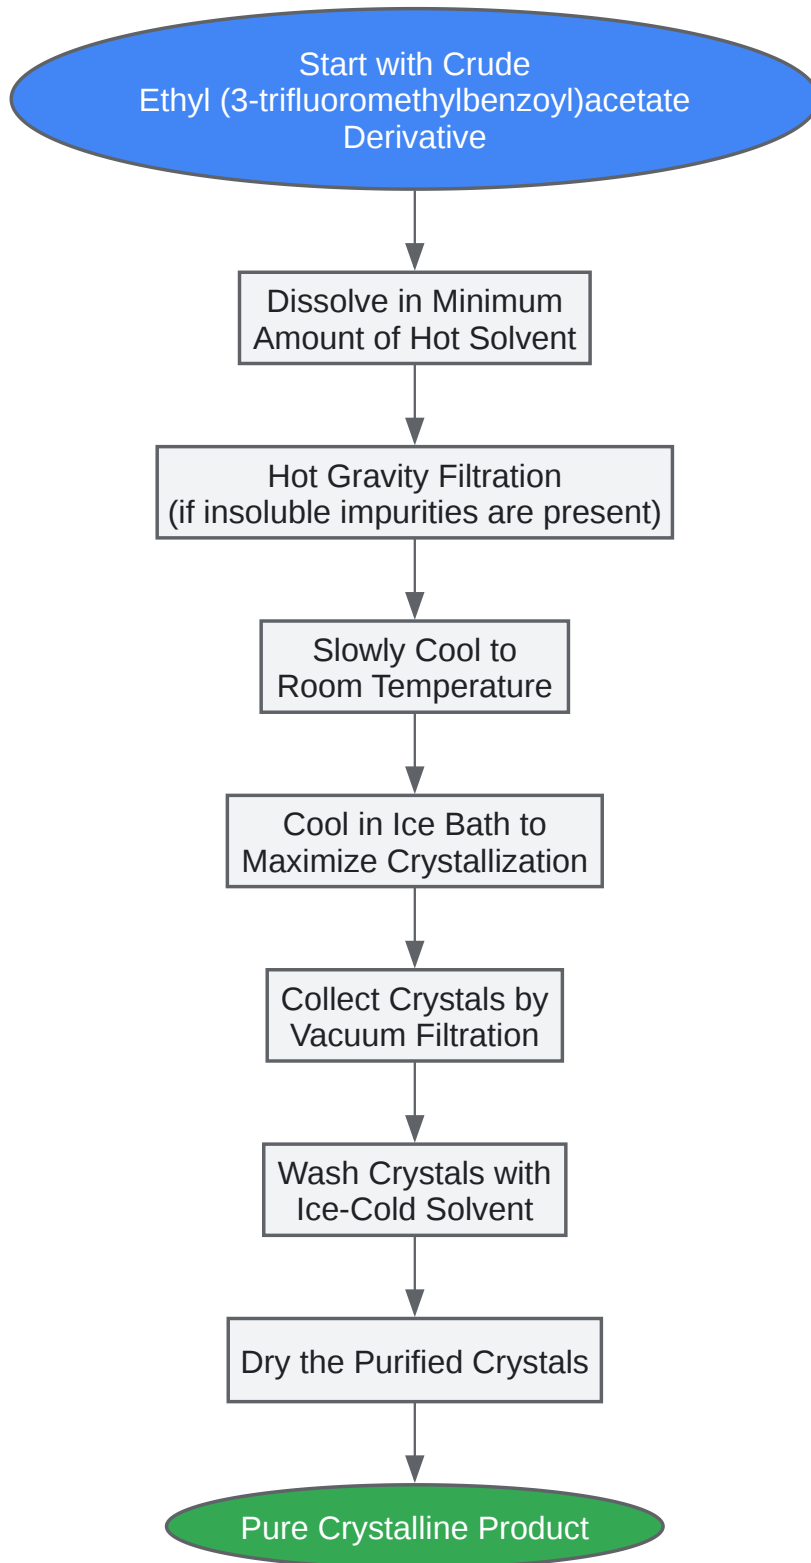 Start with Crude
Ethyl (3-trifluoromethylbenzoyl)acetate
Derivative
Dissolve in Minimum
Amount of Hot Solvent
Hot Gravity Filtration
(if insoluble impurities are present)
Slowly Cool to
Room Temperature
Cool in Ice Bath to
Maximize Crystallization
Collect Crystals by
Vacuum Filtration
Wash Crystals with
Ice-Cold Solvent
Dry the Purified Crystals
Pure Crystalline Product